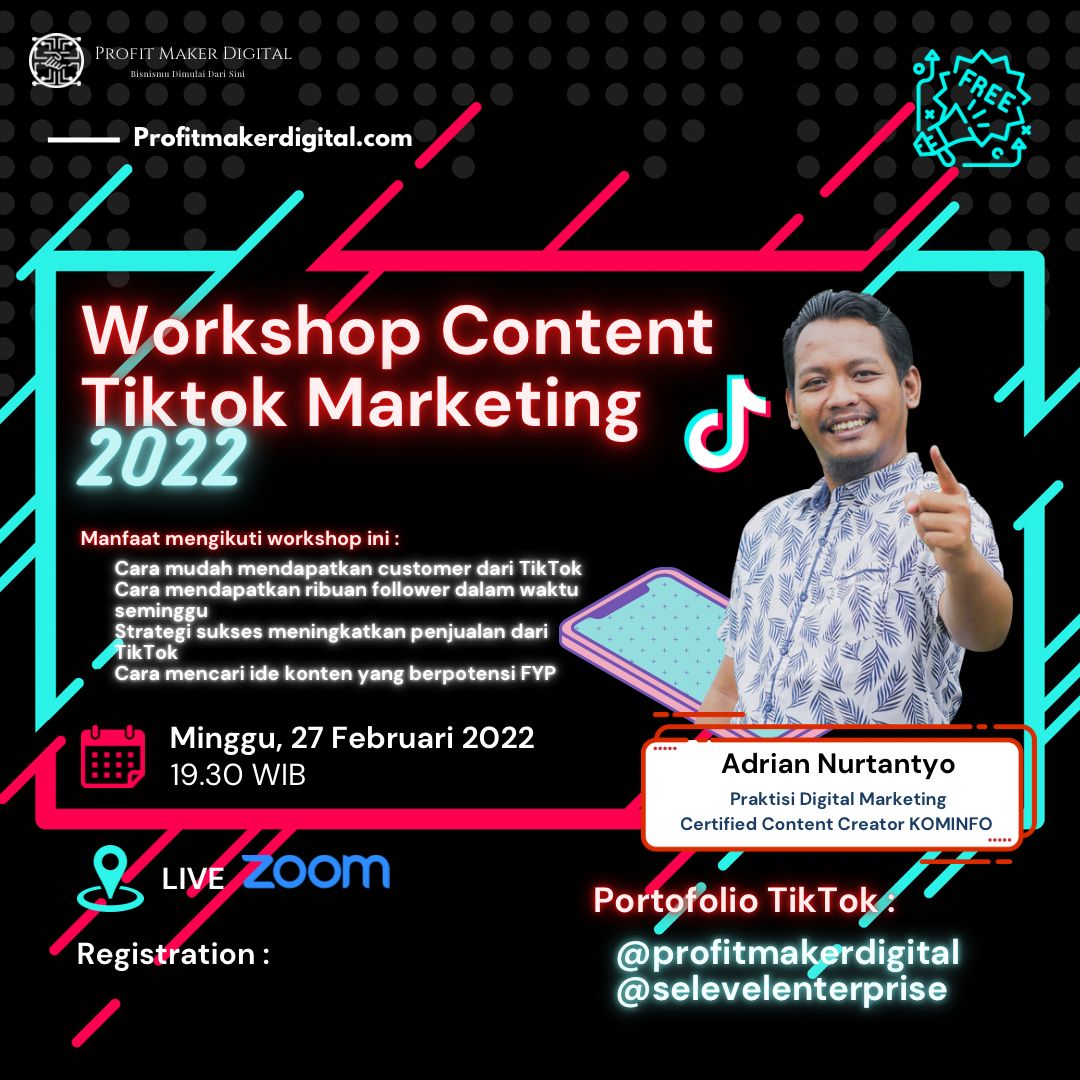 PROFIT MAKER DIGITAL
Bisnismu Dimulai Dari Sini
Profitmakerdigital.com
FREE
Workshop Content
Tiktok Marketing
2022
Manfaat mengikuti workshop ini :
Cara mudah mendapatkan customer dari TikTok
Cara mendapatkan ribuan follower dalam waktu
seminggu
Strategi sukses meningkatkan penjualan dari
TikTok
Cara mencari ide konten yang berpotensi FYP
Minggu, 27 Februari 2022
19.30 WIB
Adrian Nurtantyo
Praktisi Digital Marketing
Certified Content Creator KOMINFO
LIVE zoom
Portofolio TikTok :
@profitmakerdigital
@selevelenterprise
Registration :